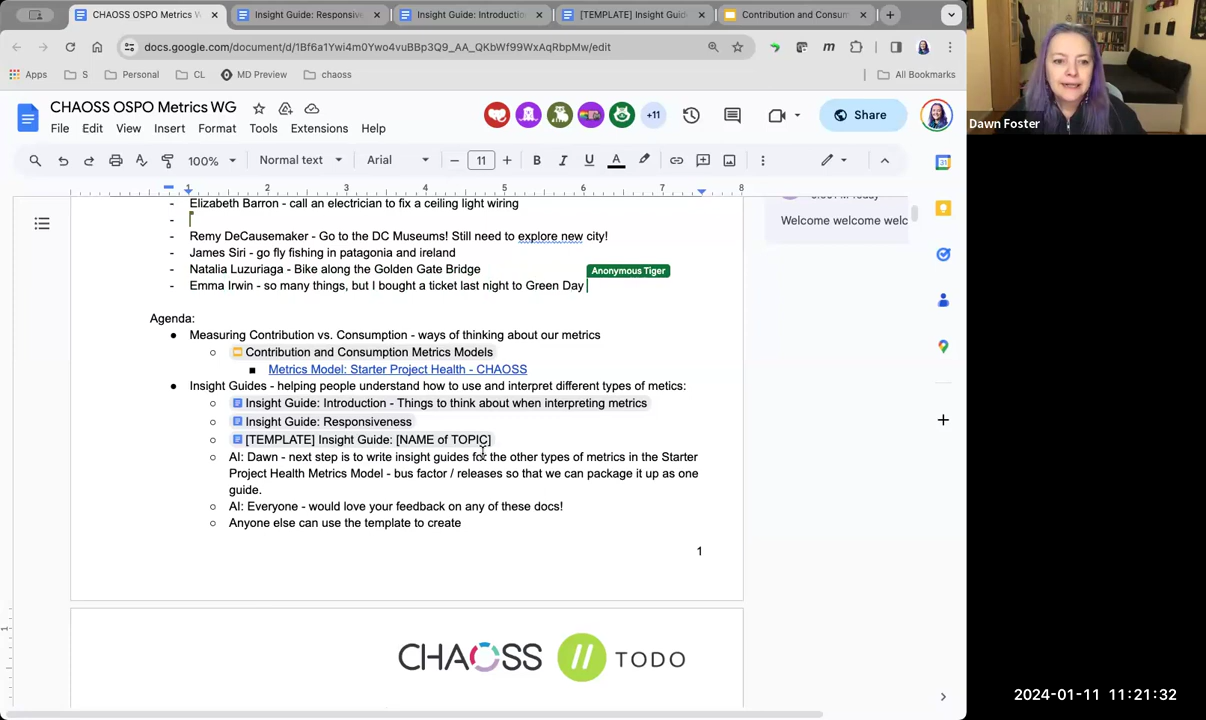 CHAOSS OSPO Metrics W
Insight Guide: Responsive
Insight Guide: Introductio
[TEMPLATE] Insight Guid
Contribution and Consum
docs.google.com/document/d/1Bf6a1Ywi4m0Ywo4vuBBp3Q9_AA_QKbWf99WxAqRbpMw/edit
Apps
S
Personal
CL
MD Preview
chaoss
All Bookmarks
CHAOSS OSPO Metrics WG
File Edit View Insert Format Tools Extensions Help
+11
Share
100%
Normal text
Arial
11
1 2 3 4 5 6 7 8
Welcome welcome welc
- Elizabeth Barron - call an electrician to fix a ceiling light wiring
-
- Remy DeCausemaker - Go to the DC Museums! Still need to explore new city!
- James Siri - go fly fishing in patagonia and ireland
- Natalia Luzuriaga - Bike along the Golden Gate Bridge
Anonymous Tiger
- Emma Irwin - so many things, but I bought a ticket last night to Green Day
Agenda:
● Measuring Contribution vs. Consumption - ways of thinking about our metrics
○ Contribution and Consumption Metrics Models
■ Metrics Model: Starter Project Health - CHAOSS
● Insight Guides - helping people understand how to use and interpret different types of metics:
○ Insight Guide: Introduction - Things to think about when interpreting metrics
○ Insight Guide: Responsiveness
○ [TEMPLATE] Insight Guide: [NAME of TOPIC]
○ AI: Dawn - next step is to write insight guides for the other types of metrics in the Starter
Project Health Metrics Model - bus factor / releases so that we can package it up as one
guide.
○ AI: Everyone - would love your feedback on any of these docs!
○ Anyone else can use the template to create
1
CHAOSS // TODO
Dawn Foster
2024-01-11 11:21:32